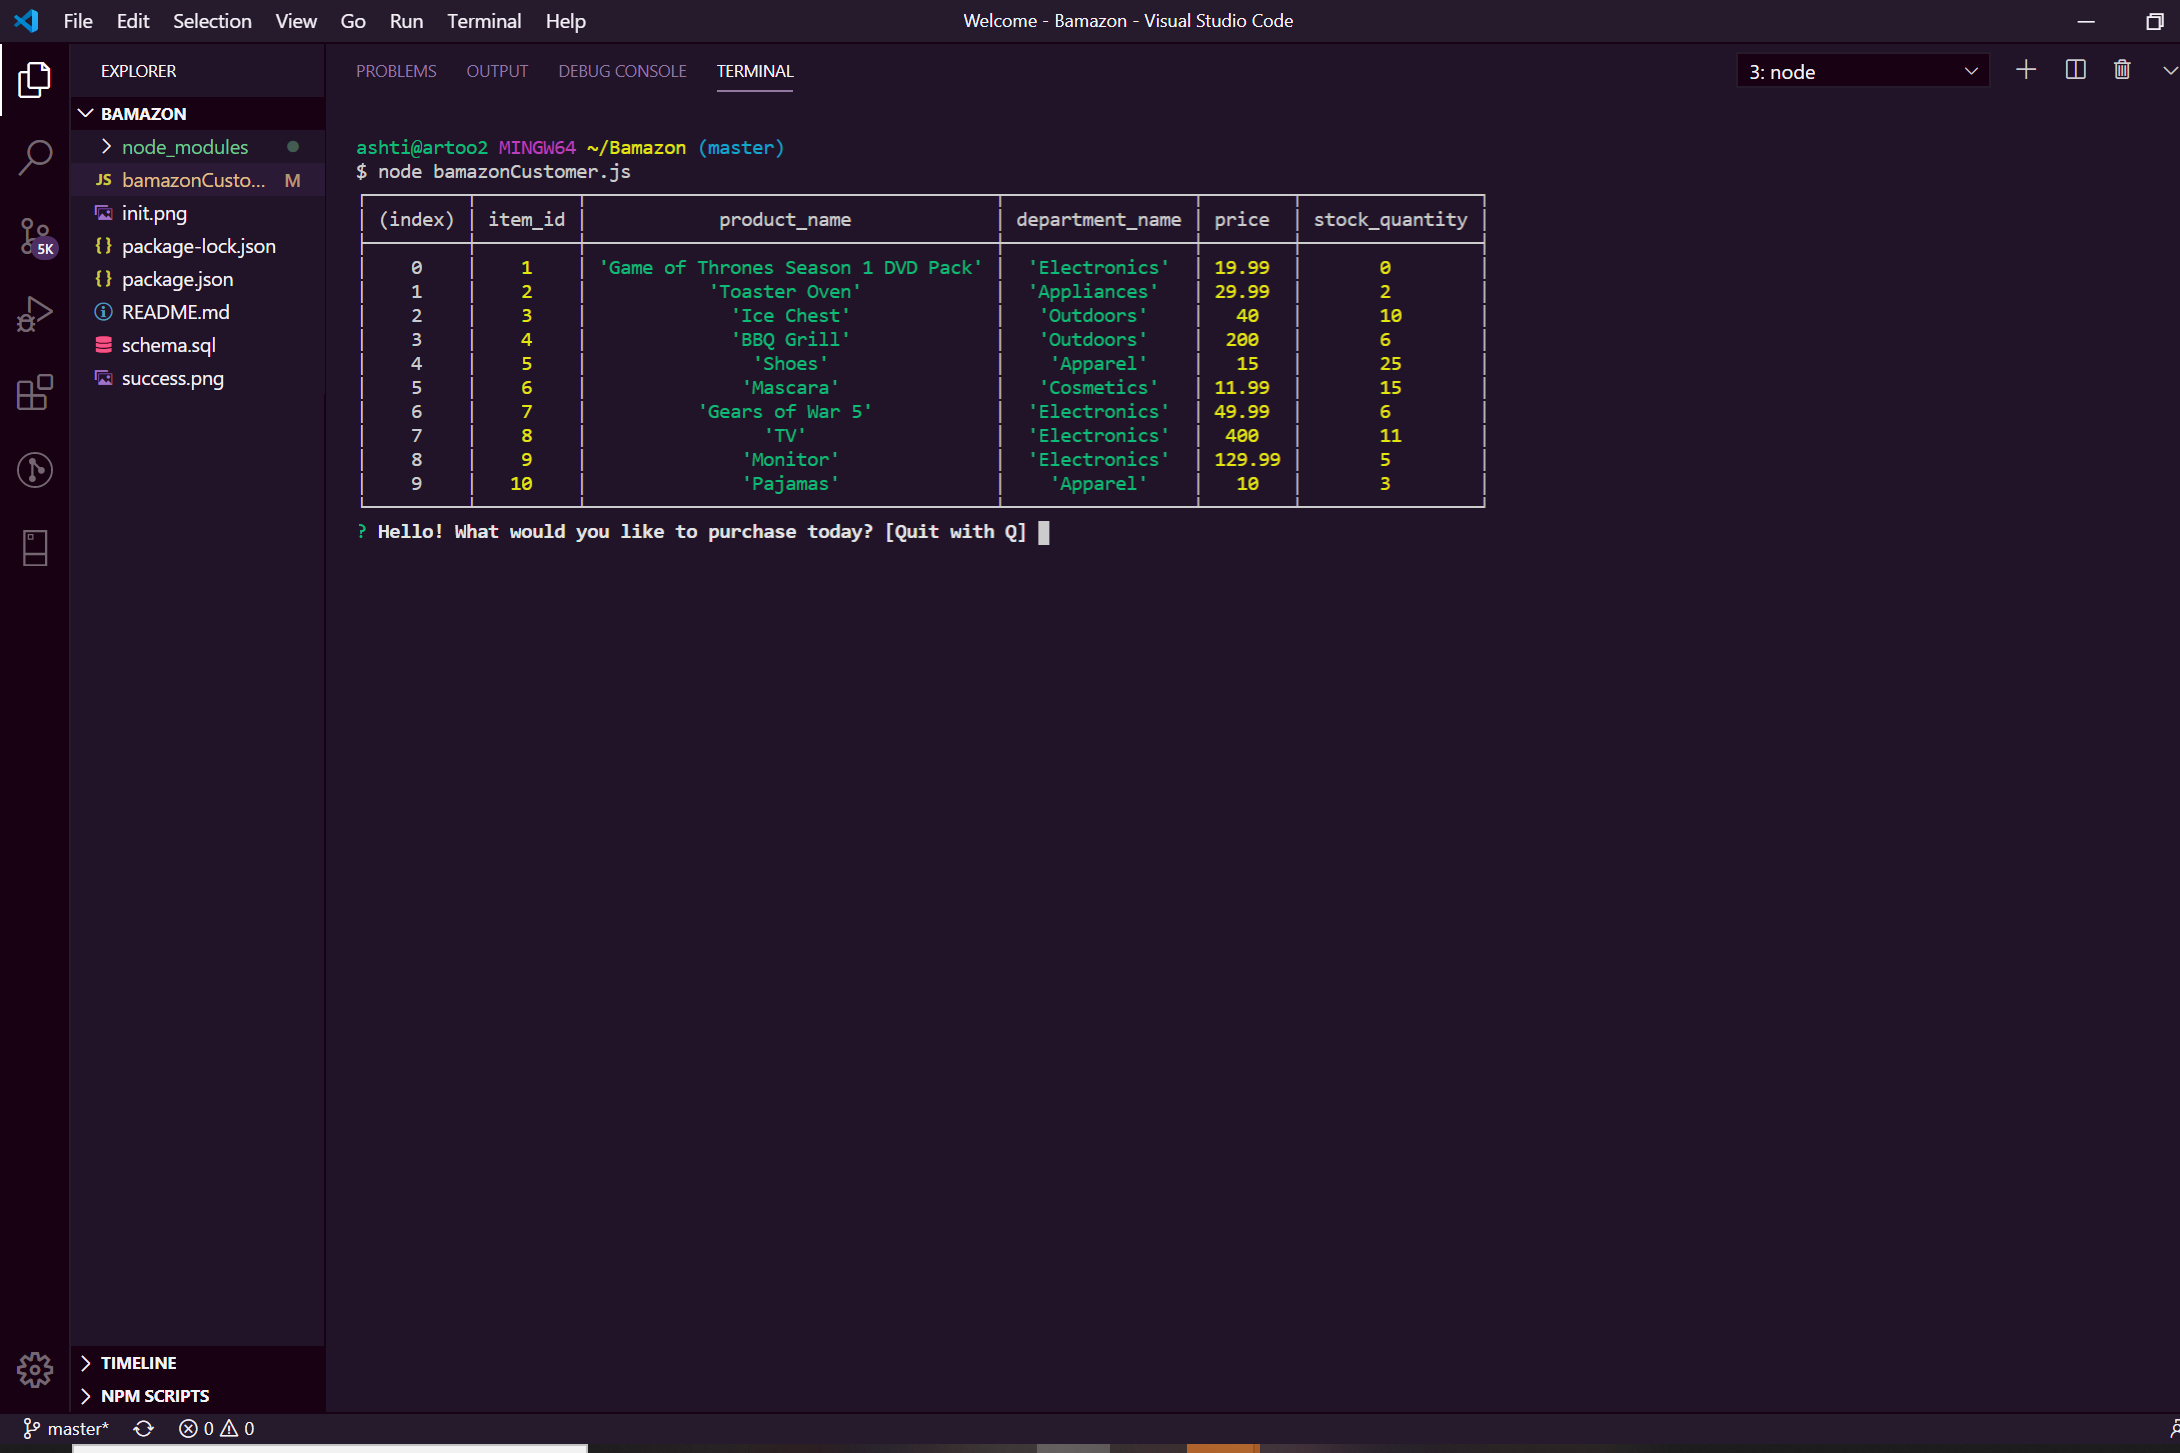 File Edit Selection View Go Run Terminal Help Welcome - Bamazon - Visual Studio Code
EXPLORER
BAMAZON
node_modules
JS bamazonCusto... M
init.png
{} package-lock.json
{} package.json
README.md
schema.sql
success.png
5K
TIMELINE
NPM SCRIPTS
PROBLEMS OUTPUT DEBUG CONSOLE TERMINAL 3: node
ashti@artoo2 MINGW64 ~/Bamazon (master)
$ node bamazonCustomer.js
(index) item_id product_name department_name price stock_quantity
0 1 'Game of Thrones Season 1 DVD Pack' 'Electronics' 19.99 0
1 2 'Toaster Oven' 'Appliances' 29.99 2
2 3 'Ice Chest' 'Outdoors' 40 10
3 4 'BBQ Grill' 'Outdoors' 200 6
4 5 'Shoes' 'Apparel' 15 25
5 6 'Mascara' 'Cosmetics' 11.99 15
6 7 'Gears of War 5' 'Electronics' 49.99 6
7 8 'TV' 'Electronics' 400 11
8 9 'Monitor' 'Electronics' 129.99 5
9 10 'Pajamas' 'Apparel' 10 3
? Hello! What would you like to purchase today? [Quit with Q]
master* 0 0